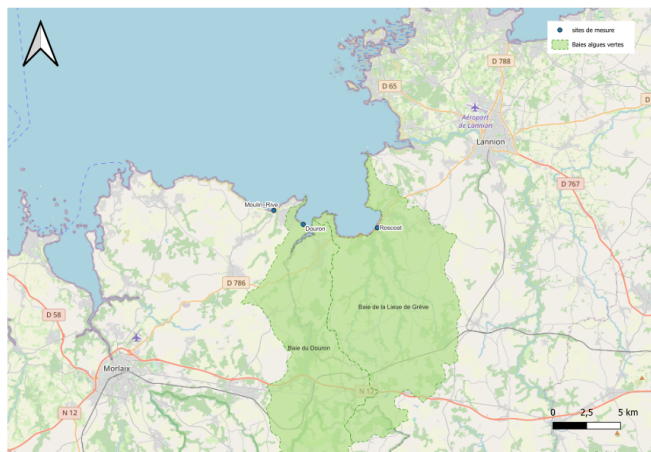 sites de mesure
Baies algues vertes
D 788
D 65
Aéroport
de Lannion
Lannion
D 767
Moulin-Rive
Douron
Roscoat
D 786
Baie de la Lieue de Grève
D 58
Baie du Douron
Morlaix
N 12
N 12
0 2,5 5 km